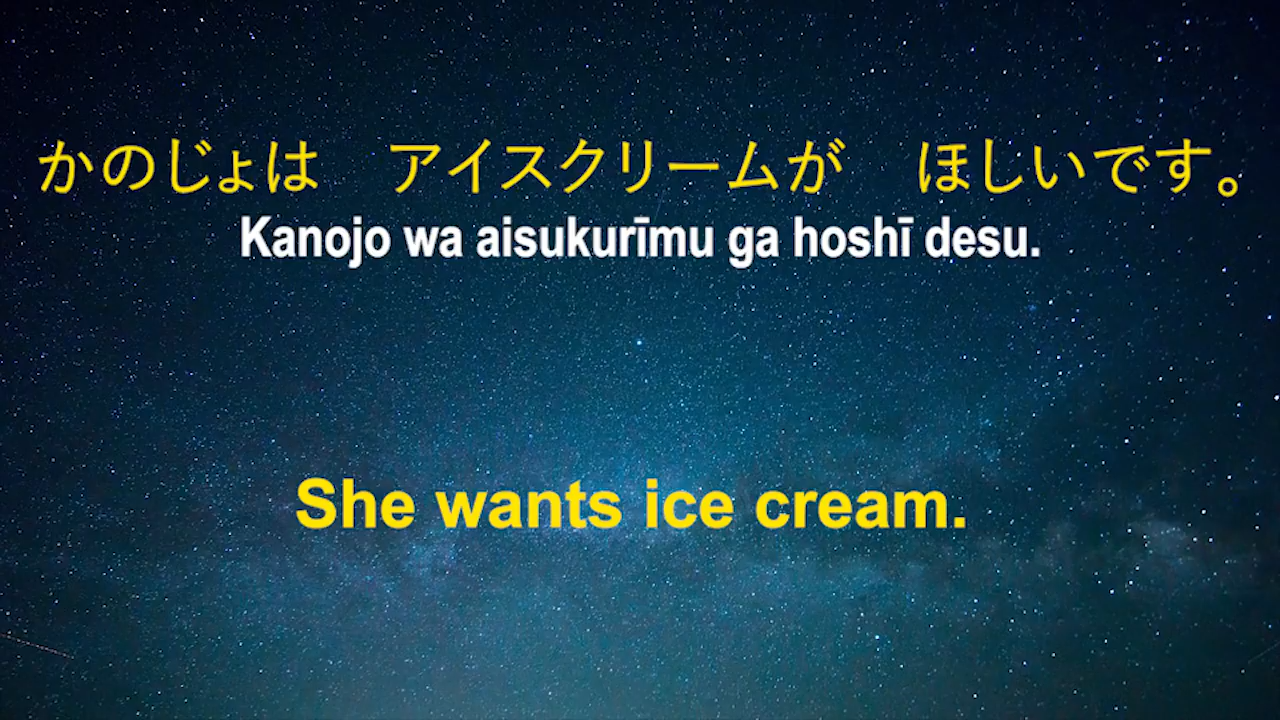 かのじょは　アイスクリームが　ほしいです。
Kanojo wa aisukurīmu ga hoshī desu.
She wants ice cream.